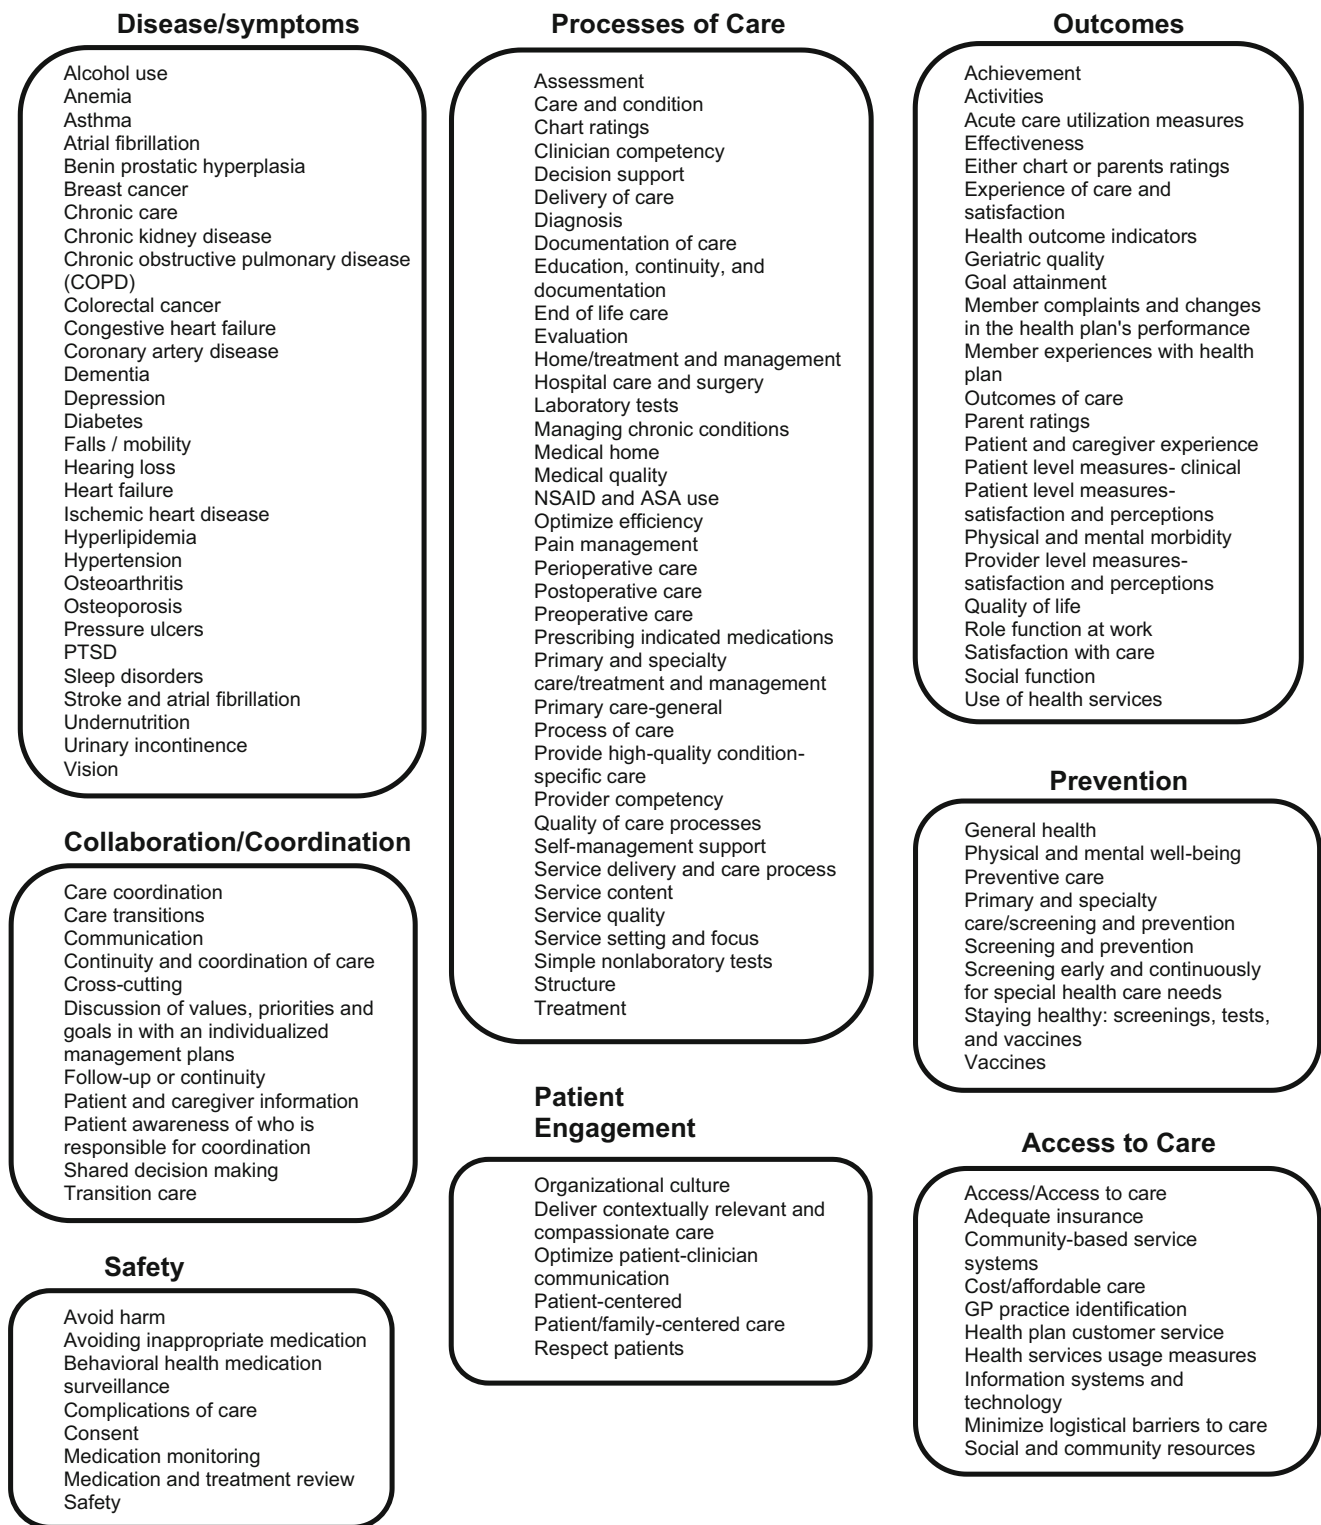 Disease/symptoms
Alcohol use
Anemia
Asthma
Atrial fibrillation
Benin prostatic hyperplasia
Breast cancer
Chronic care
Chronic kidney disease
Chronic obstructive pulmonary disease
(COPD)
Colorectal cancer
Congestive heart failure
Coronary artery disease
Dementia
Depression
Diabetes
Falls / mobility
Hearing loss
Heart failure
Ischemic heart disease
Hyperlipidemia
Hypertension
Osteoarthritis
Osteoporosis
Pressure ulcers
PTSD
Sleep disorders
Stroke and atrial fibrillation
Undernutrition
Urinary incontinence
Vision
Collaboration/Coordination
Care coordination
Care transitions
Communication
Continuity and coordination of care
Cross-cutting
Discussion of values, priorities and
goals in with an individualized
management plans
Follow-up or continuity
Patient and caregiver information
Patient awareness of who is
responsible for coordination
Shared decision making
Transition care
Safety
Avoid harm
Avoiding inappropriate medication
Behavioral health medication
surveillance
Complications of care
Consent
Medication monitoring
Medication and treatment review
Safety
Processes of Care
Assessment
Care and condition
Chart ratings
Clinician competency
Decision support
Delivery of care
Diagnosis
Documentation of care
Education, continuity, and
documentation
End of life care
Evaluation
Home/treatment and management
Hospital care and surgery
Laboratory tests
Managing chronic conditions
Medical home
Medical quality
NSAID and ASA use
Optimize efficiency
Pain management
Perioperative care
Postoperative care
Preoperative care
Prescribing indicated medications
Primary and specialty
care/treatment and management
Primary care-general
Process of care
Provide high-quality condition-
specific care
Provider competency
Quality of care processes
Self-management support
Service delivery and care process
Service content
Service quality
Service setting and focus
Simple nonlaboratory tests
Structure
Treatment
Patient
Engagement
Organizational culture
Deliver contextually relevant and
compassionate care
Optimize patient-clinician
communication
Patient-centered
Patient/family-centered care
Respect patients
Outcomes
Achievement
Activities
Acute care utilization measures
Effectiveness
Either chart or parents ratings
Experience of care and
satisfaction
Health outcome indicators
Geriatric quality
Goal attainment
Member complaints and changes
in the health plan's performance
Member experiences with health
plan
Outcomes of care
Parent ratings
Patient and caregiver experience
Patient level measures- clinical
Patient level measures-
satisfaction and perceptions
Physical and mental morbidity
Provider level measures-
satisfaction and perceptions
Quality of life
Role function at work
Satisfaction with care
Social function
Use of health services
Prevention
General health
Physical and mental well-being
Preventive care
Primary and specialty
care/screening and prevention
Screening and prevention
Screening early and continuously
for special health care needs
Staying healthy: screenings, tests,
and vaccines
Vaccines
Access to Care
Access/Access to care
Adequate insurance
Community-based service
systems
Cost/affordable care
GP practice identification
Health plan customer service
Health services usage measures
Information systems and
technology
Minimize logistical barriers to care
Social and community resources